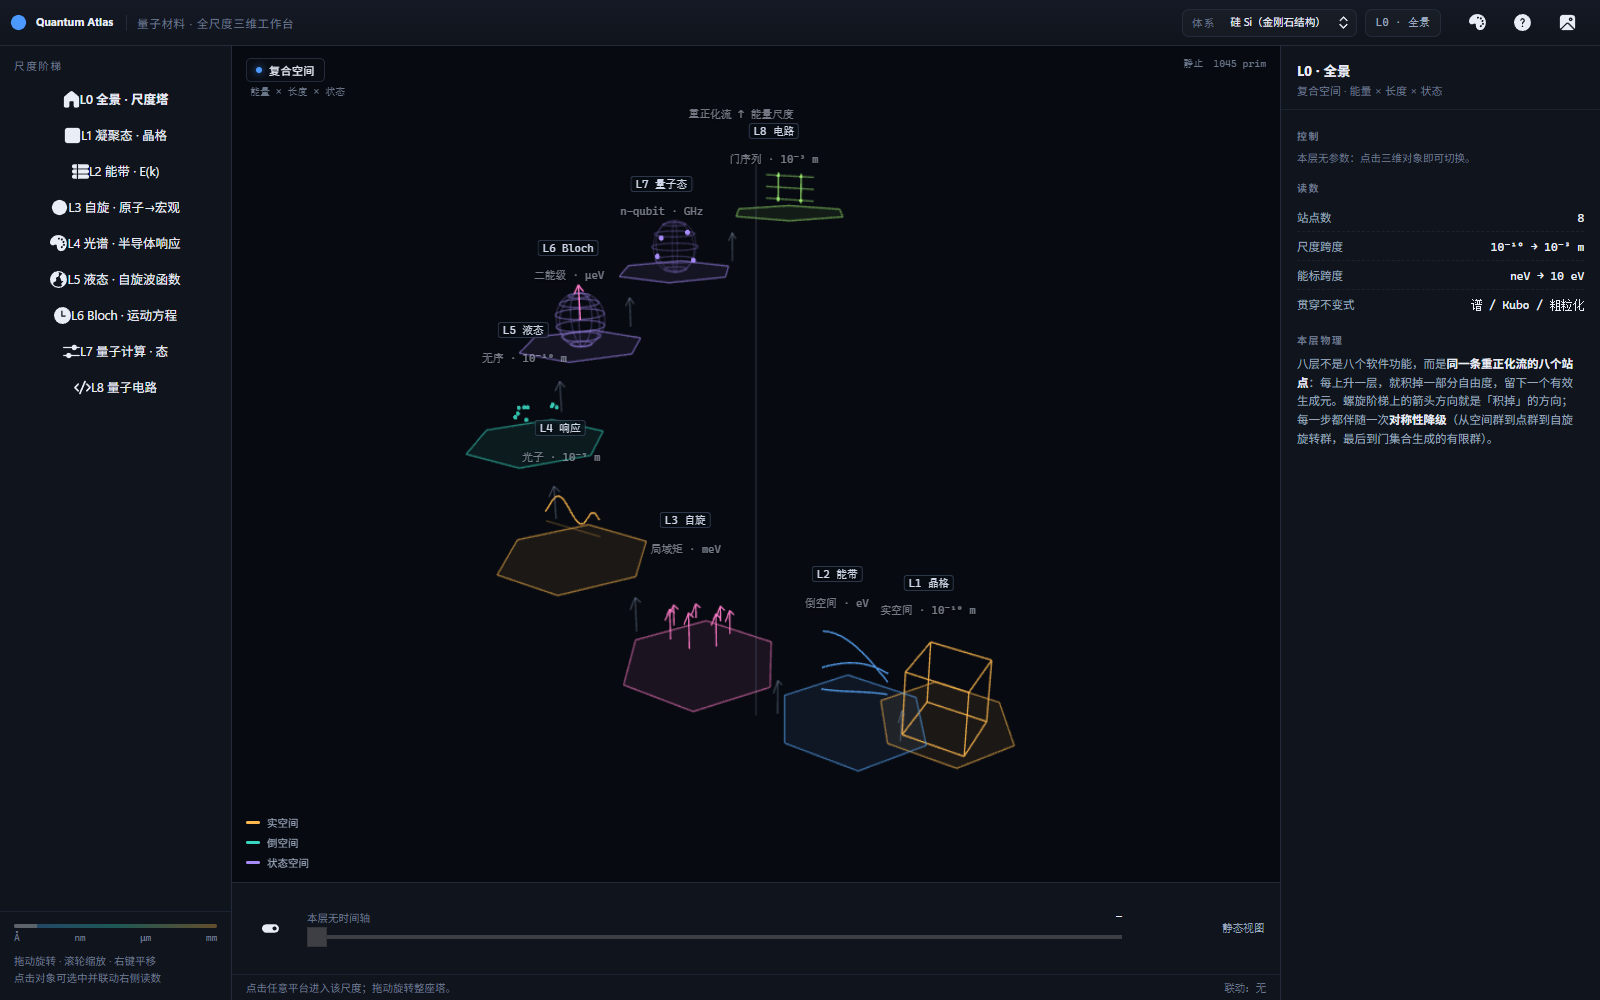 Quantum Atlas
量子材料 · 全尺度三维工作台
体系 硅 Si（金刚石结构）
L0 · 全景
尺度阶梯
L0 全景 · 尺度塔
L1 凝聚态 · 晶格
L2 能带 · E(k)
L3 自旋 · 原子→宏观
L4 光谱 · 半导体响应
L5 液态 · 自旋波函数
L6 Bloch · 运动方程
L7 量子计算 · 态
L8 量子电路
Å nm μm mm
拖动旋转 · 滚轮缩放 · 右键平移
点击对象可选中并联动右侧读数
复合空间
能量 × 长度 × 状态
静止 1045 prim
重正化流 ↑ 能量尺度
L8 电路
门序列 · 10⁻³ m
L7 量子态
n-qubit · GHz
L6 Bloch
二能级 · μeV
L5 液态
无序 · 10⁻¹⁰ m
L4 响应
光子 · 10⁻⁷ m
L3 自旋
局域矩 · meV
L2 能带
倒空间 · eV
L1 晶格
实空间 · 10⁻¹⁰ m
实空间
倒空间
状态空间
本层无时间轴
—
静态视图
点击任意平台进入该尺度；拖动旋转整座塔。
联动：无
L0 · 全景
复合空间 · 能量 × 长度 × 状态
控制
本层无参数：点击三维对象即可切换。
读数
站点数 8
尺度跨度 10⁻¹⁰ → 10⁻³ m
能标跨度 neV → 10 eV
贯穿不变式 谱 / Kubo / 粗粒化
本层物理
八层不是八个软件功能，而是同一条重正化流的八个站
点：每上升一层，就积掉一部分自由度，留下一个有效
生成元。螺旋阶梯上的箭头方向就是「积掉」的方向；
每一步都伴随一次对称性降级（从空间群到点群到自旋
旋转群，最后到门集合生成的有限群）。